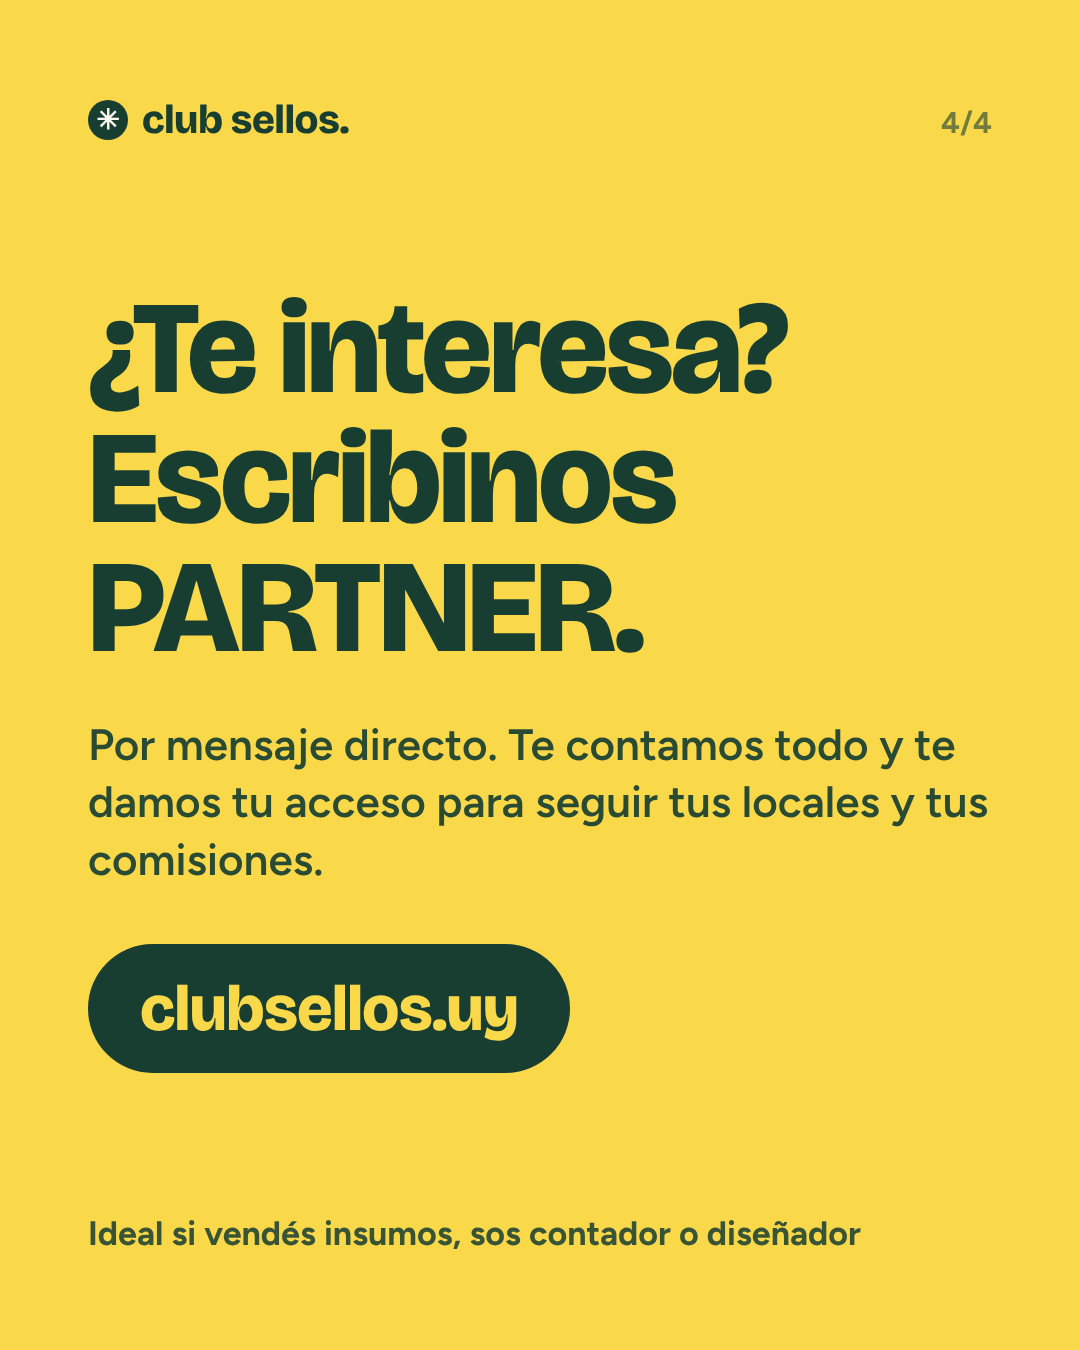 club sellos.
4/4
¿Te interesa?
Escribinos
PARTNER.
Por mensaje directo. Te contamos todo y te
damos tu acceso para seguir tus locales y tus
comisiones.
clubsellos.uy
Ideal si vendés insumos, sos contador o diseñador